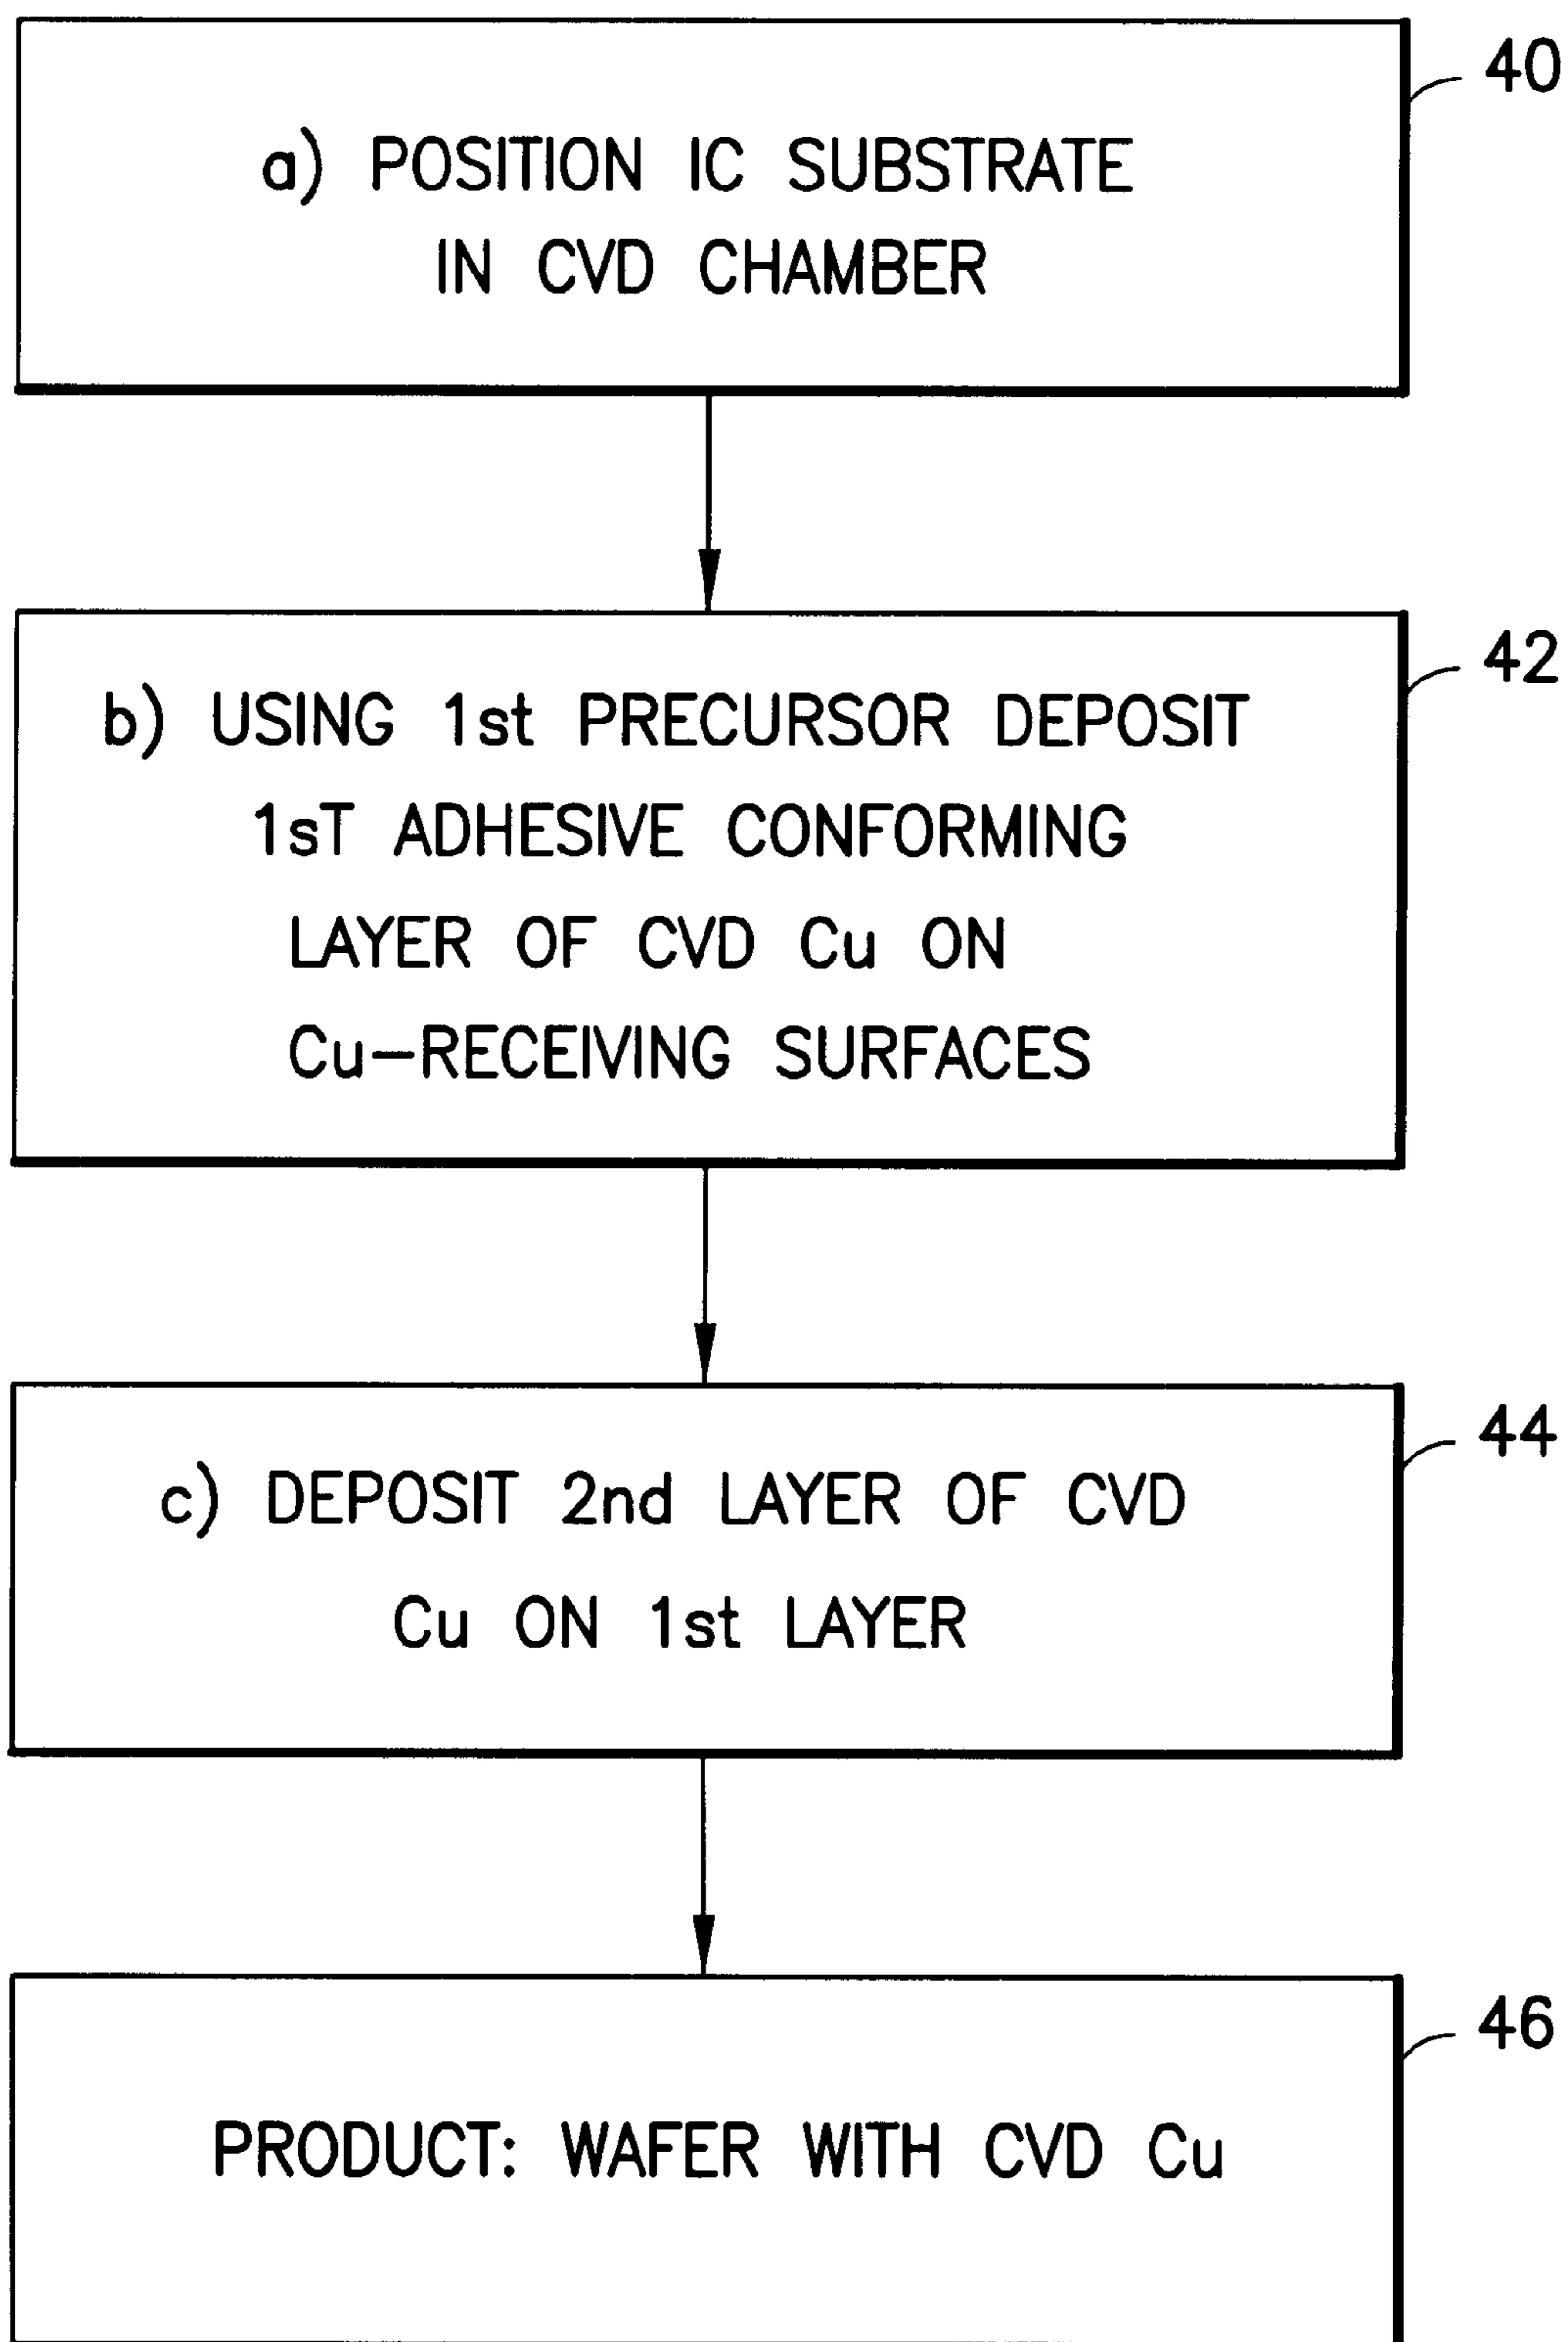 40
a) POSITION IC SUBSTRATE
IN CVD CHAMBER
42
b) USING 1st PRECURSOR DEPOSIT
1sT ADHESIVE CONFORMING
LAYER OF CVD Cu ON
Cu–RECEIVING SURFACES
44
c) DEPOSIT 2nd LAYER OF CVD
Cu ON 1st LAYER
46
PRODUCT: WAFER WITH CVD Cu